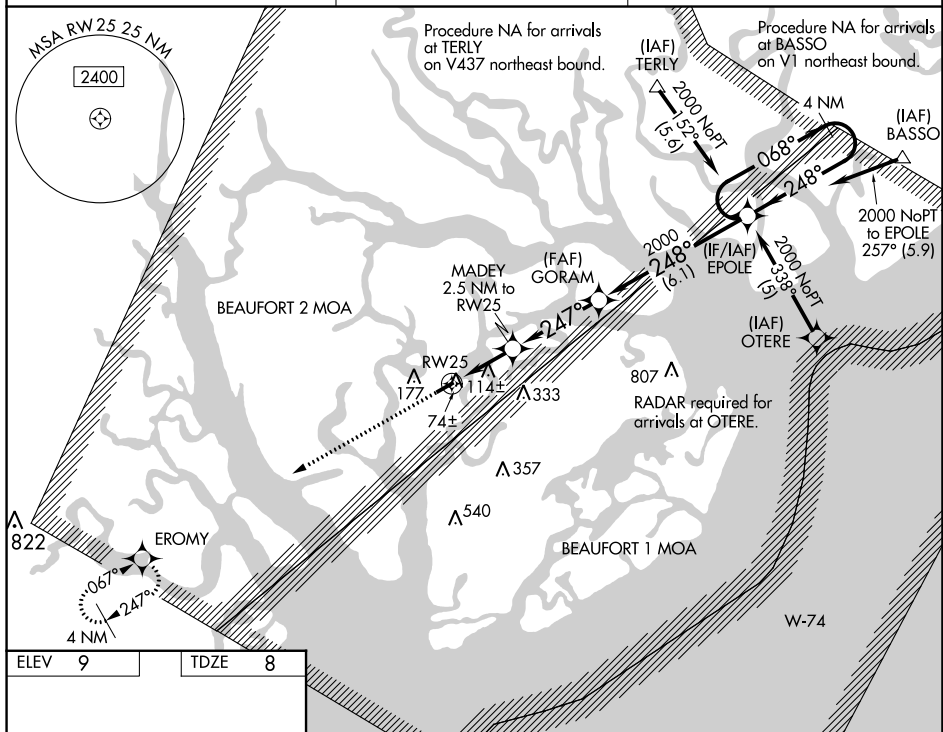 MSA RW25 25 NM
2400
Procedure NA for arrivals
at TERLY
on V437 northeast bound.
Procedure NA for arrivals
at BASSO
on V1 northeast bound.
(IAF)
TERLY
2000 NoPT
152°
(5.6)
4 NM
(IAF)
BASSO
068°
248°
2000 NoPT
to EPOLE
257° (5.9)
(IF/IAF)
EPOLE
2000
248°
(6.1)
2000 NoPT
338°
(5)
(IAF)
OTERE
(FAF)
GORAM
MADEY
2.5 NM to
RW25
247°
BEAUFORT 2 MOA
RW25
177
114±
74±
333
807
RADAR required for
arrivals at OTERE.
357
540
822
EROMY
067°
247°
4 NM
BEAUFORT 1 MOA
W-74
ELEV 9
TDZE 8